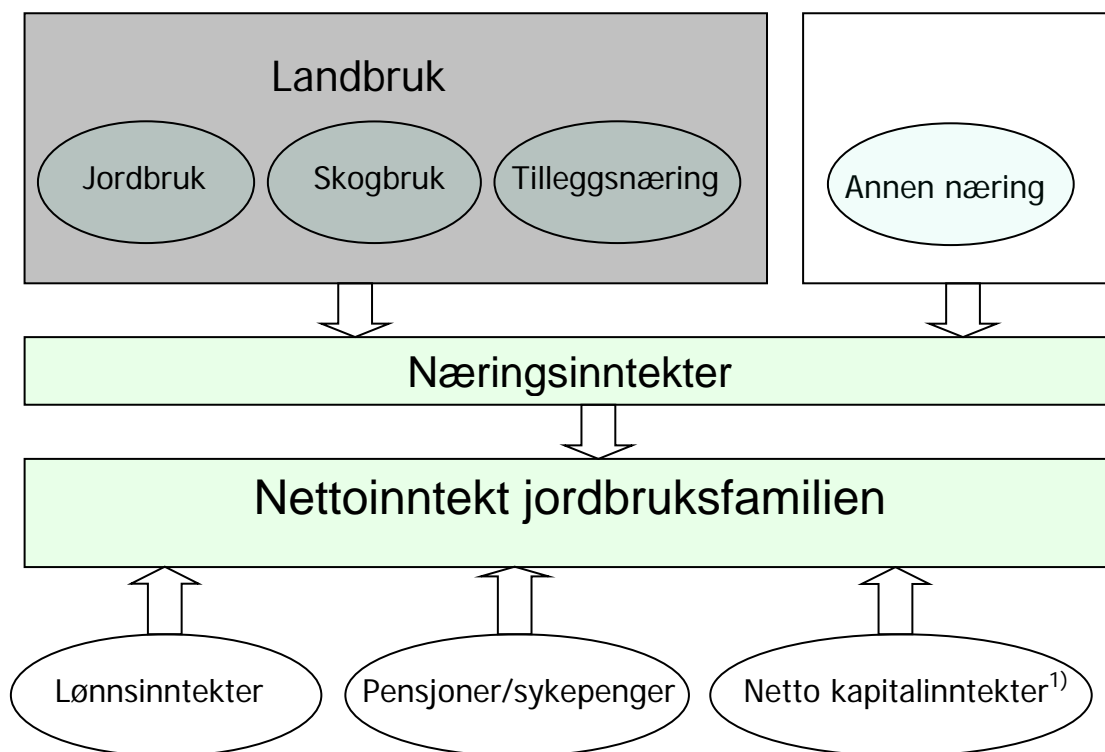 Landbruk
Jordbruk
Skogbruk
Tilleggsnæring
Annen næring
Næringsinntekter
Nettoinntekt jordbruksfamilien
Lønnsinntekter
Pensjoner/sykepenger
Netto kapitalinntekter1)